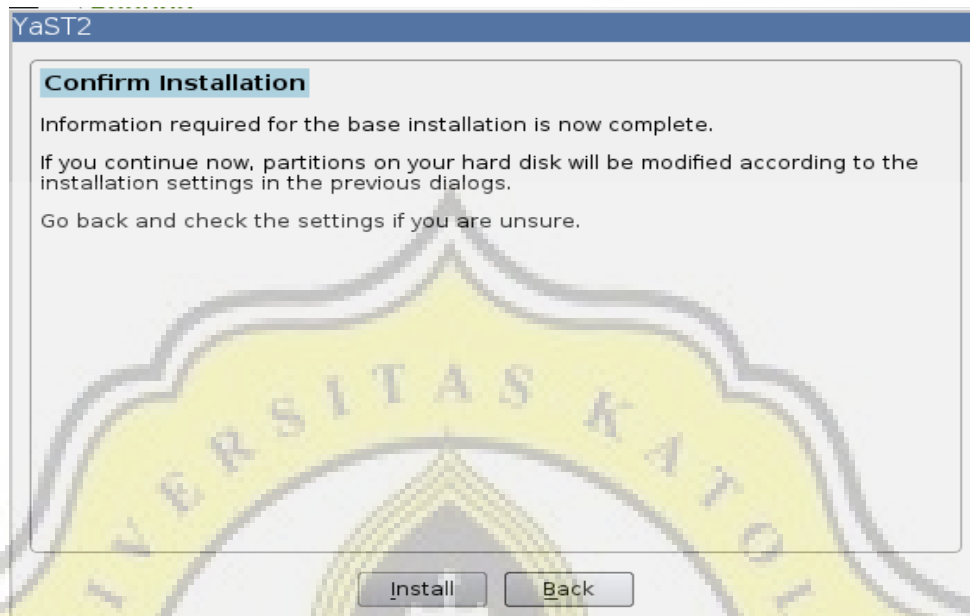 YaST2
Confirm Installation
Information required for the base installation is now complete.
If you continue now, partitions on your hard disk will be modified according to the
installation settings in the previous dialogs.
Go back and check the settings if you are unsure.
IVERSITAS KATOLI
Install Back